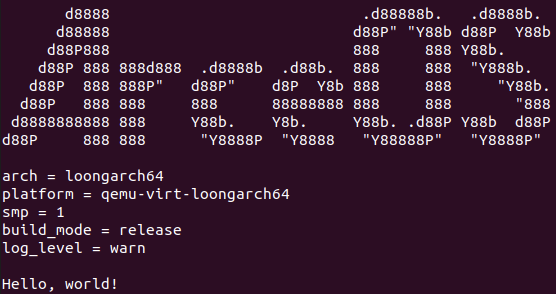 d8888                            .d88888b.   .d8888b.
      d88888                           d88P" "Y88b d88P  Y88b
     d88P888                           888     888 Y88b.
    d88P 888 888d888  .d8888b  .d88b.  888     888  "Y888b.
   d88P  888 888P"   d88P"    d8P  Y8b 888     888     "Y88b.
  d88P   888 888     888      88888888 888     888       "888
 d8888888888 888     Y88b.    Y8b.     Y88b. .d88P Y88b  d88P
d88P     888 888      "Y8888P  "Y8888   "Y88888P"   "Y8888P"
arch = loongarch64
platform = qemu-virt-loongarch64
smp = 1
build_mode = release
log_level = warn
Hello, world!